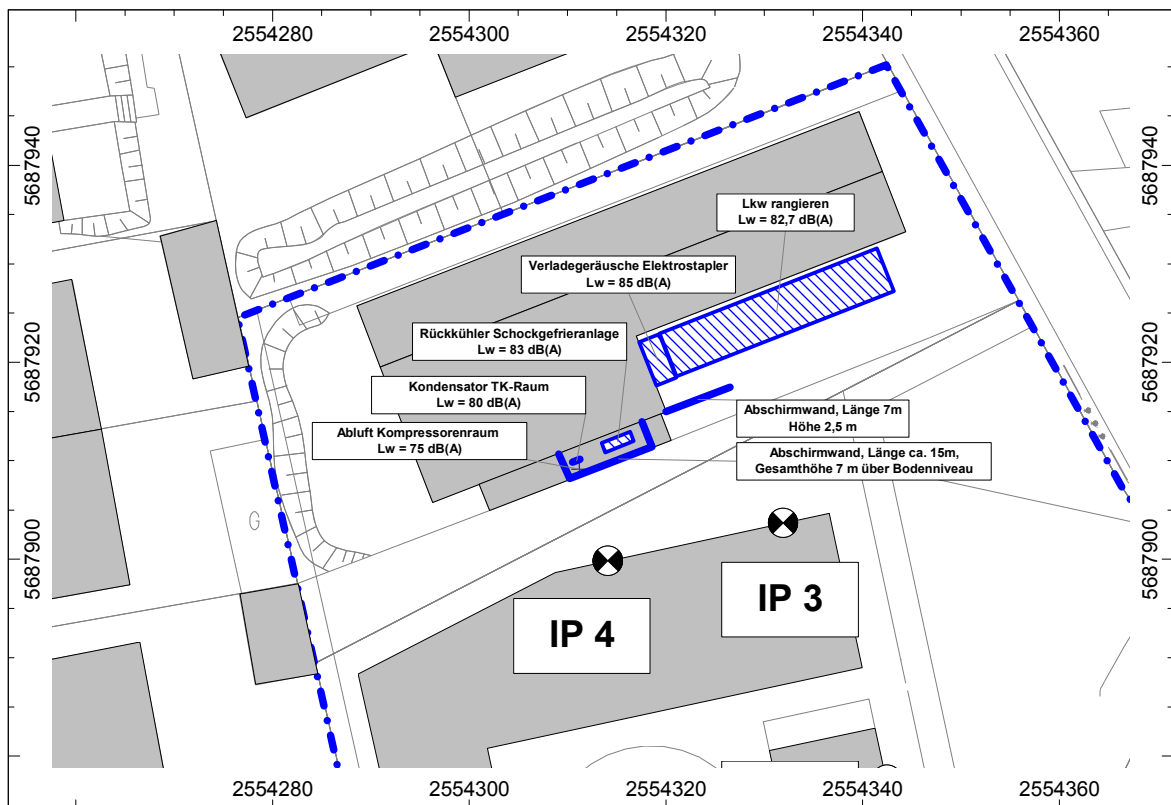 2554280 2554300 2554320 2554340 2554360
5687940 5687940
Lkw rangieren
Lw = 82,7 dB(A)
Verladegeräusche Elektrostapler
Lw = 85 dB(A)
Rückkühler Schockgefrieranlage
Lw = 83 dB(A)
5687920 5687920
Kondensator TK-Raum
Lw = 80 dB(A)
Abschirmwand, Länge 7m
Höhe 2,5 m
Abluft Kompressorenraum
Lw = 75 dB(A)
Abschirmwand, Länge ca. 15m,
Gesamthöhe 7 m über Bodenniveau
G
5687900 5687900
IP 3
IP 4
2554280 2554300 2554320 2554340 2554360